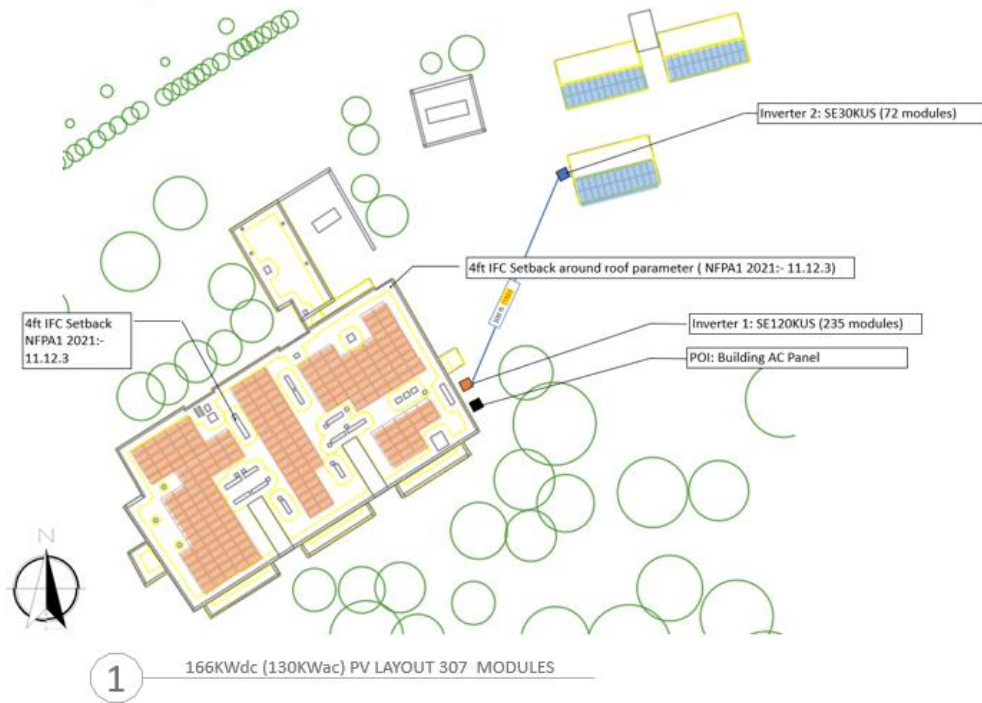 Inverter 2: SE30KUS (72 modules)
4ft IFC Setback around roof parameter ( NFPA1 2021:- 11.12.3)
4ft IFC Setback
NFPA1 2021:-
11.12.3
Inverter 1: SE120KUS (235 modules)
POI: Building AC Panel
N
1
166KWdc (130KWac) PV LAYOUT 307 MODULES